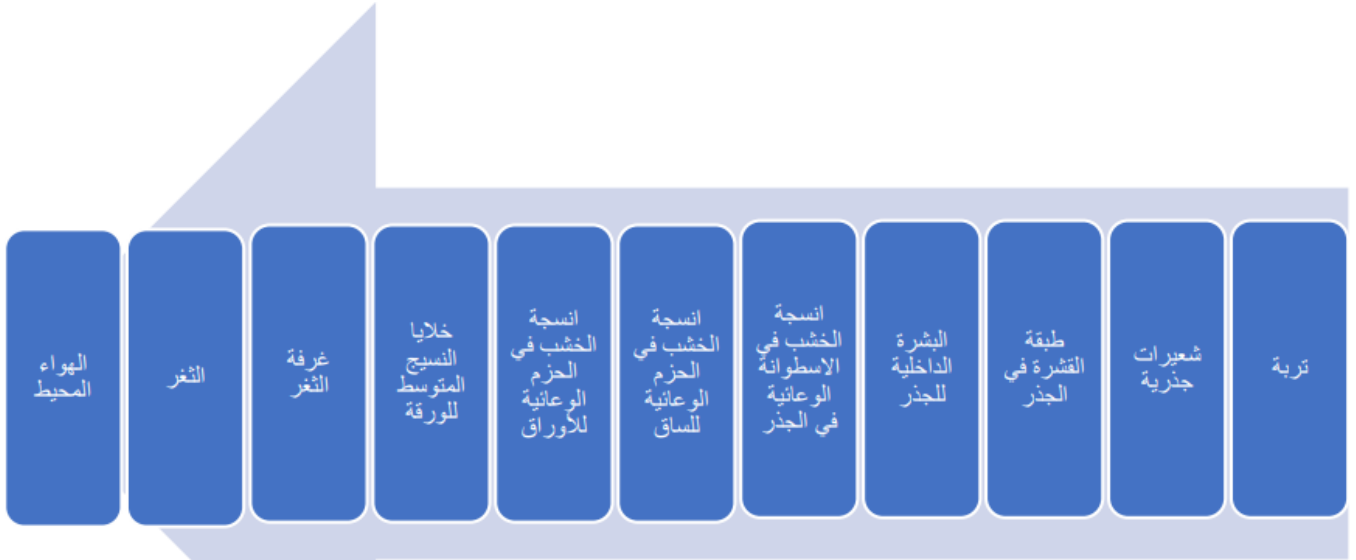 تربة
شعيرات
جذرية
طبقة
القشرة في
الجذر
البشرة
الداخلية
للجذر
انسجة
الخشب في
الاسطوانة
الوعائية
في الجذر
انسجة
الخشب في
الحزم
الوعائية
للساق
انسجة
الخشب في
الحزم
الوعائية
للأوراق
خلايا
النسيج
المتوسط
للورقة
غرفة
الثغر
الثغر
الهواء
المحيط